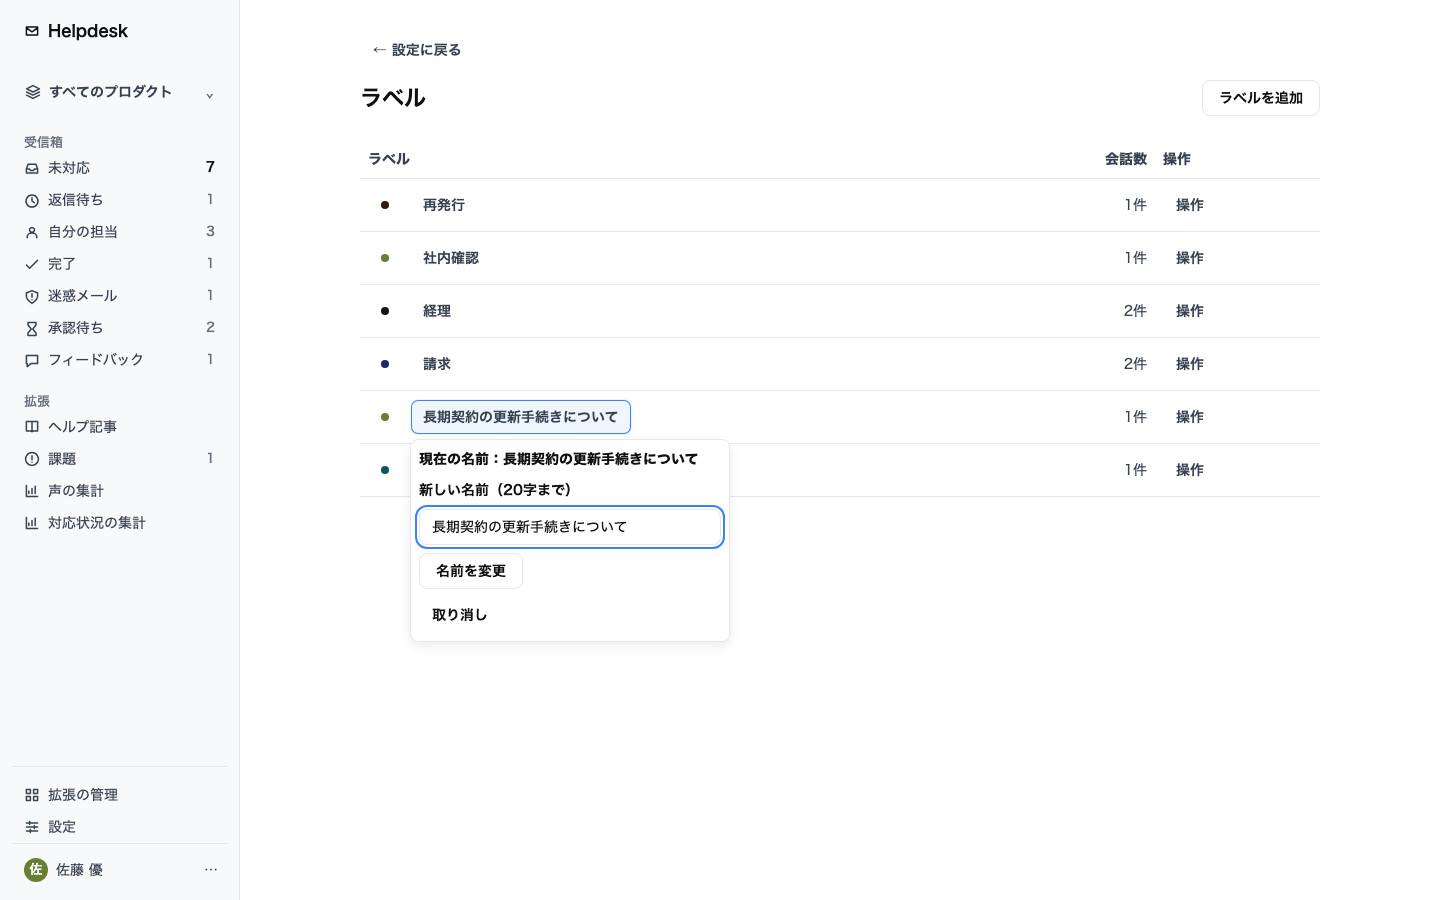 Helpdesk
すべてのプロダクト
受信箱
未対応 7
返信待ち 1
自分の担当 3
完了 1
迷惑メール 1
承認待ち 2
フィードバック 1
拡張
ヘルプ記事
課題 1
声の集計
対応状況の集計
拡張の管理
設定
佐 佐藤 優 …
← 設定に戻る
ラベル
ラベルを追加
ラベル 会話数 操作
再発行 1件 操作
社内確認 1件 操作
経理 2件 操作
請求 2件 操作
長期契約の更新手続きについて 1件 操作
1件 操作
現在の名前：長期契約の更新手続きについて
新しい名前（20字まで）
長期契約の更新手続きについて
名前を変更
取り消し